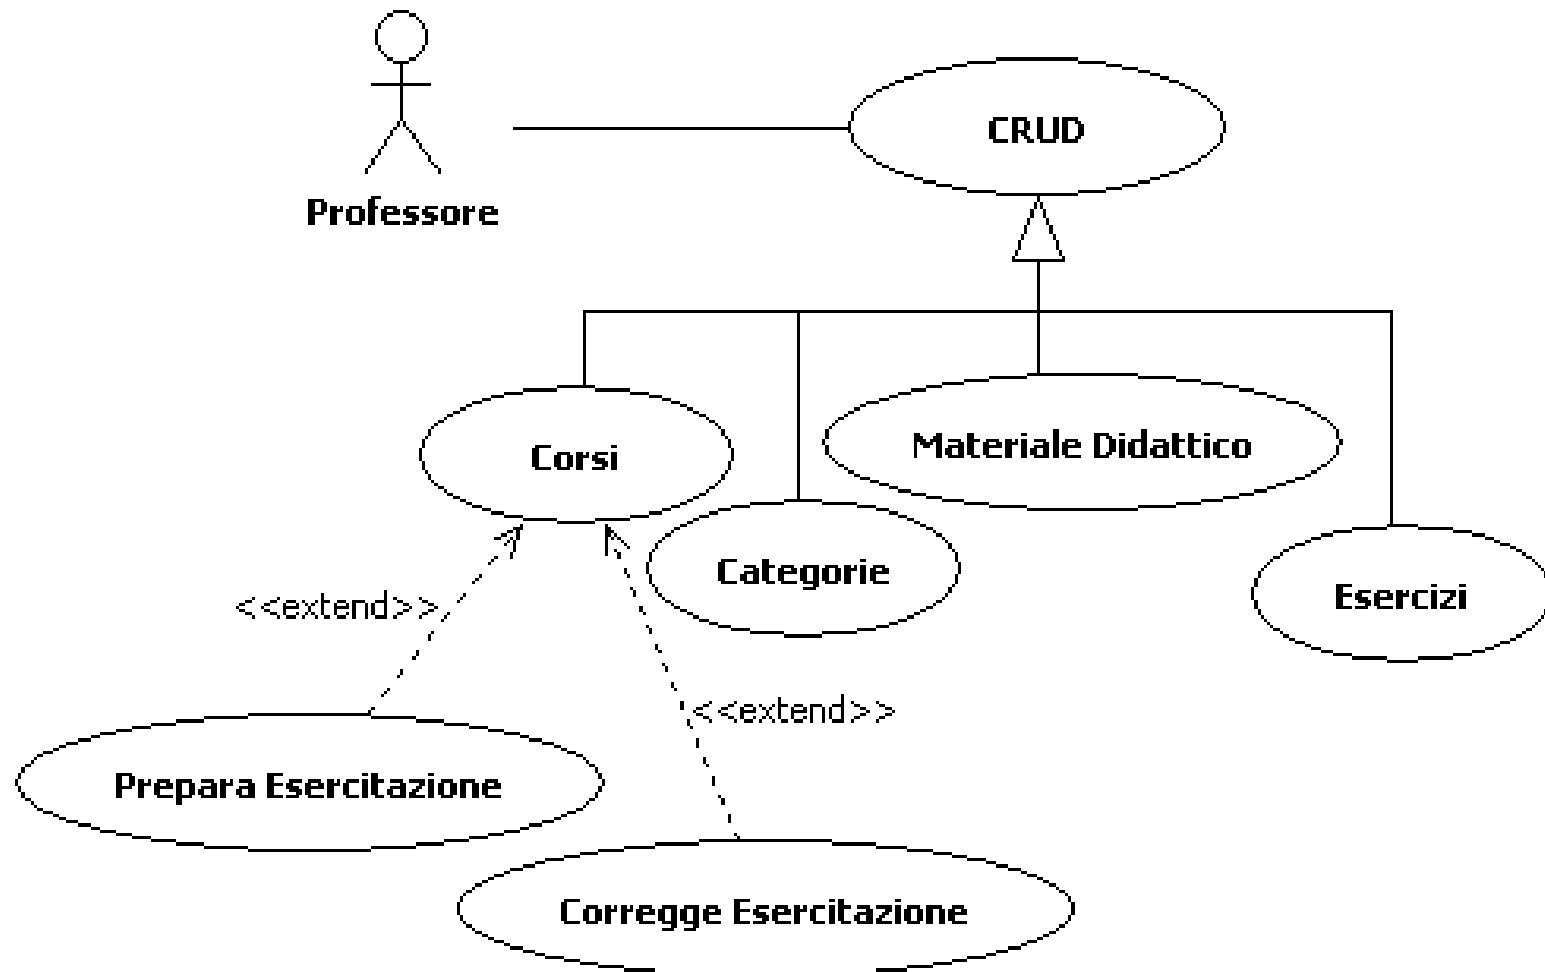 CRUD
Professore
Corsi
Materiale Didattico
Categorie
Esercizi
<<extend>>
<<extend>>
Prepara Esercitazione
Corregge Esercitazione